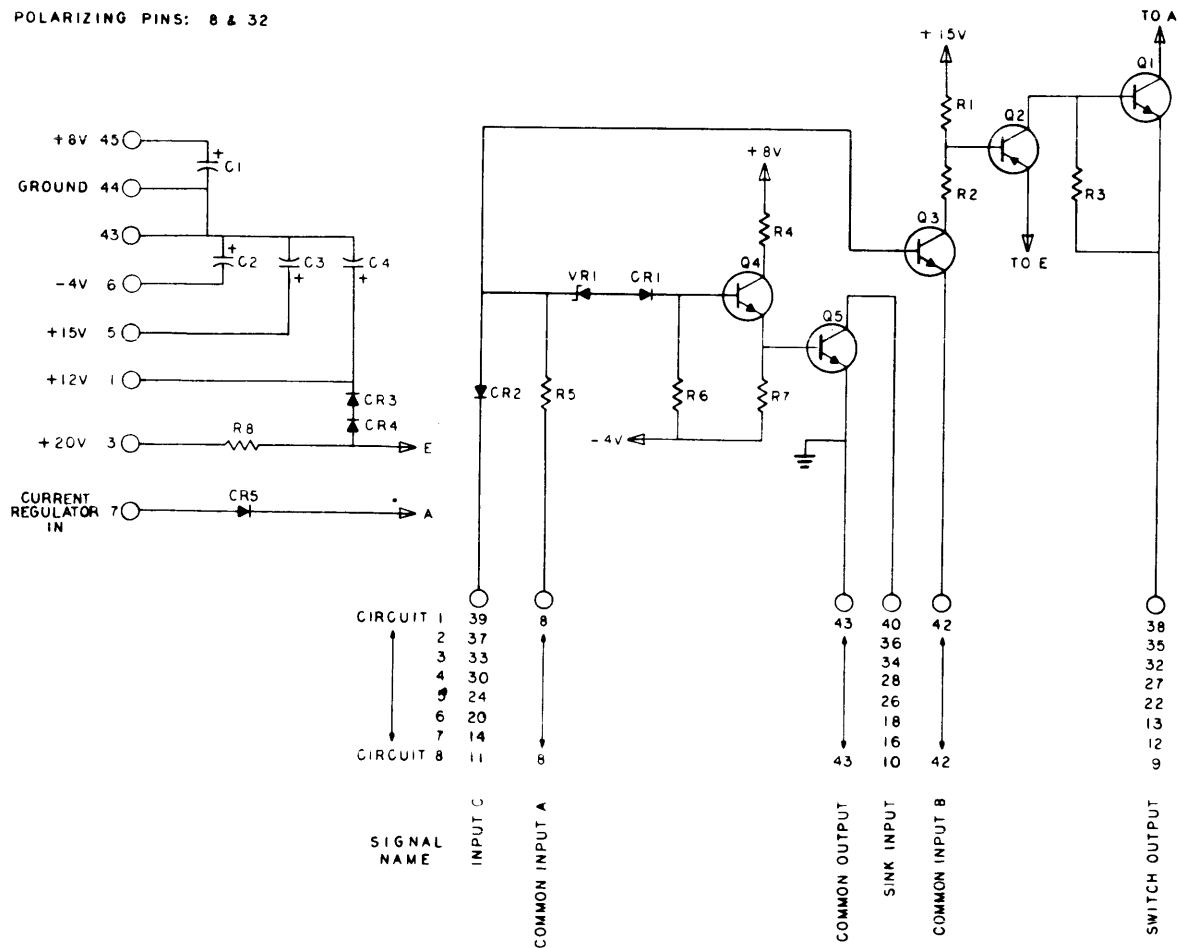 POLARIZING PINS: 8 & 32
TO A
+15V
Q1
R1
Q2
+8V 45
C1
+
+8V
GROUND 44
R2
R3
Q3
R4
43
+
C2
C3
C4
+
+
TO E
-4V 6
VR1
CR1
Q4
Q5
+15V 5
+12V 1
CR3
CR2
R5
R6
R7
CR4
R8
-4V
+20V 3
E
CURRENT
REGULATOR 7
IN
CR5
A
CIRCUIT 1 39 8 43 40 42 38
2 37 36 35
3 33 34 32
4 30 28 27
5 24 26 22
6 20 18 13
7 14 16 12
CIRCUIT 8 11 8 43 10 42 9
SIGNAL
NAME
INPUT C
COMMON INPUT A
COMMON OUTPUT
SINK INPUT
COMMON INPUT B
SWITCH OUTPUT